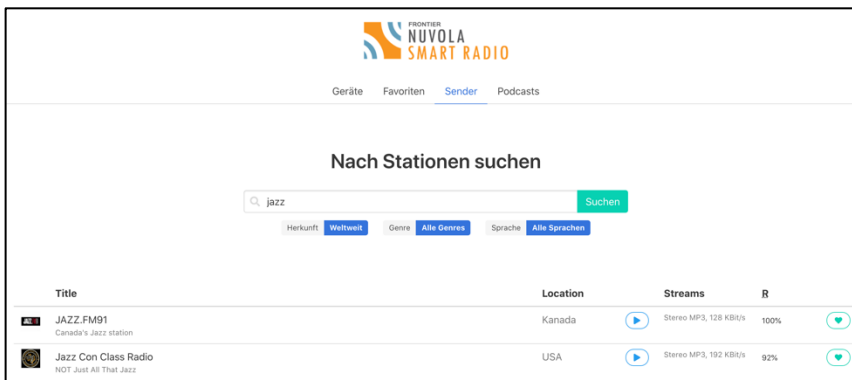 FRONTIER
NUVOLA
SMART RADIO
Geräte Favoriten Sender Podcasts
Nach Stationen suchen
jazz Suchen
Herkunft Weltweit Genre Alle Genres Sprache Alle Sprachen
Title Location Streams R
JAZZ.FM91 Kanada Stereo MP3, 128 KBit/s 100%
Canada's Jazz station
Jazz Con Class Radio USA Stereo MP3, 192 KBit/s 92%
NOT Just All That Jazz